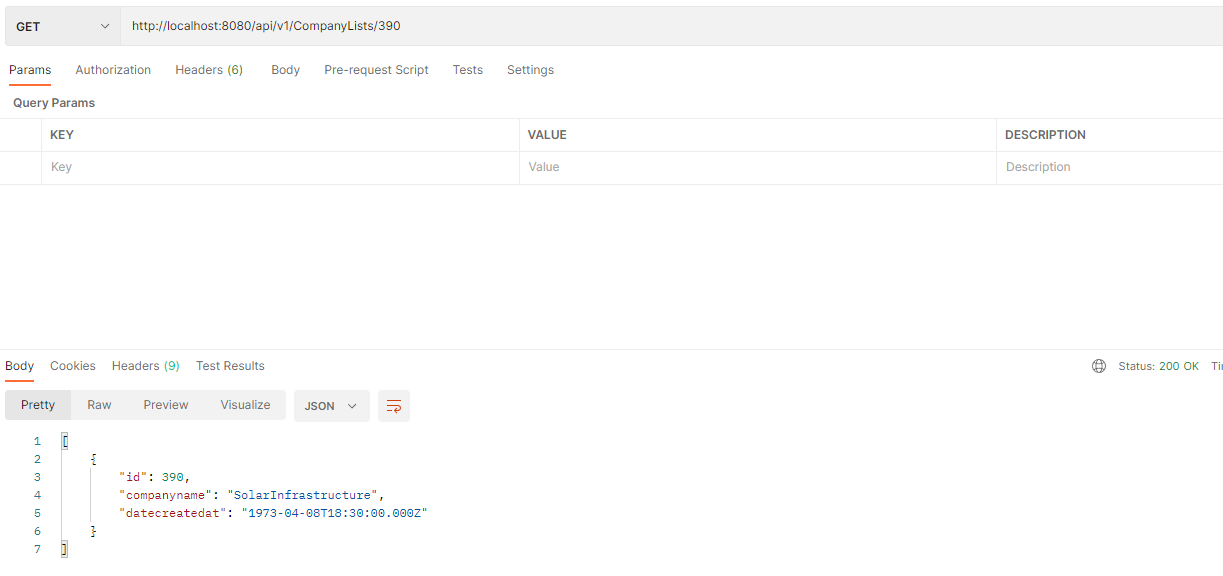 GET http://localhost:8080/api/v1/CompanyLists/390
Params Authorization Headers (6) Body Pre-request Script Tests Settings
Query Params
KEY VALUE DESCRIPTION
Key Value Description
Body Cookies Headers (9) Test Results Status: 200 OK
Pretty Raw Preview Visualize JSON
1 [
2 {
3 "id": 390,
4 "companyname": "SolarInfrastructure",
5 "datecreatedat": "1973-04-08T18:30:00.000Z"
6 }
7 ]